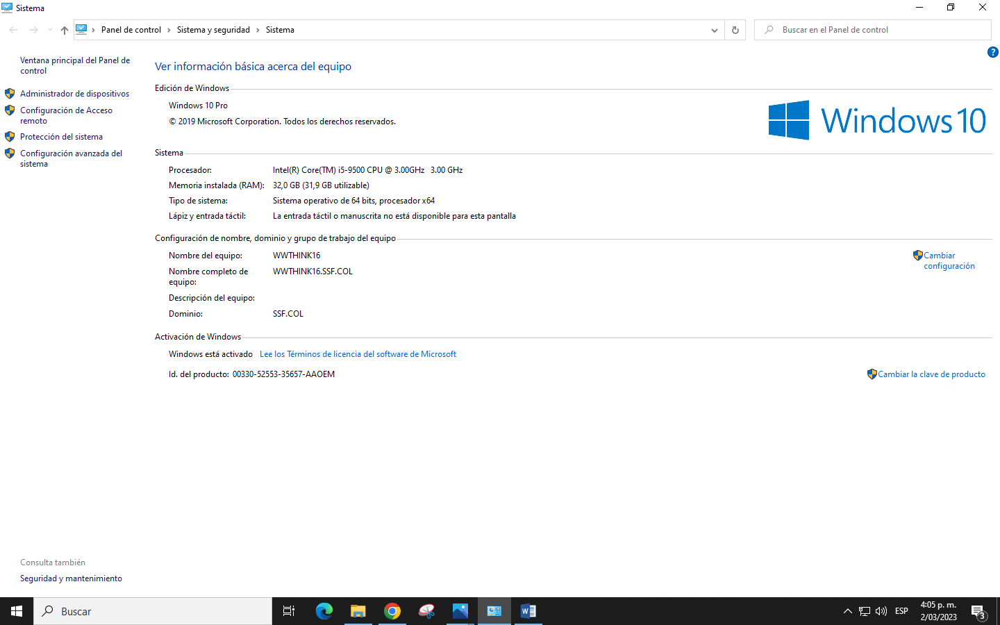 Sistema
Panel de control
Sistema y seguridad
Sistema
Buscar en el Panel de control
Ventana principal del Panel de
control
Administrador de dispositivos
Configuración de Acceso
remoto
Protección del sistema
Configuración avanzada del
sistema
Ver información básica acerca del equipo
Edición de Windows
Windows 10 Pro
© 2019 Microsoft Corporation. Todos los derechos reservados.
Windows 10
Sistema
Procesador: Intel(R) Core(TM) i5-9500 CPU @ 3.00GHz 3.00 GHz
Memoria instalada (RAM): 32,0 GB (31,9 GB utilizable)
Tipo de sistema: Sistema operativo de 64 bits, procesador x64
Lápiz y entrada táctil: La entrada táctil o manuscrita no está disponible para esta pantalla
Configuración de nombre, dominio y grupo de trabajo del equipo
Nombre del equipo: WWTHINK16
Cambiar
configuración
Nombre completo de
equipo:
WWTHINK16.SSF.COL
Descripción del equipo:
Dominio: SSF.COL
Activación de Windows
Windows está activado Lee los Términos de licencia del software de Microsoft
Id. del producto: 00330-52553-35657-AAOEM
Cambiar la clave de producto
Consulta también
Seguridad y mantenimiento
Buscar
ESP
4:05 p. m.
2/03/2023
3